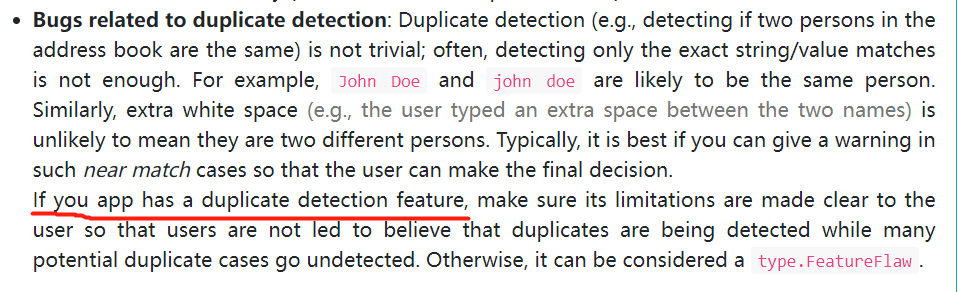 • Bugs related to duplicate detection: Duplicate detection (e.g., detecting if two persons in the
address book are the same) is not trivial; often, detecting only the exact string/value matches
is not enough. For example, John Doe and john doe are likely to be the same person.
Similarly, extra white space (e.g., the user typed an extra space between the two names) is
unlikely to mean they are two different persons. Typically, it is best if you can give a warning in
such near match cases so that the user can make the final decision.
If you app has a duplicate detection feature, make sure its limitations are made clear to the
user so that users are not led to believe that duplicates are being detected while many
potential duplicate cases go undetected. Otherwise, it can be considered a type.FeatureFlaw.